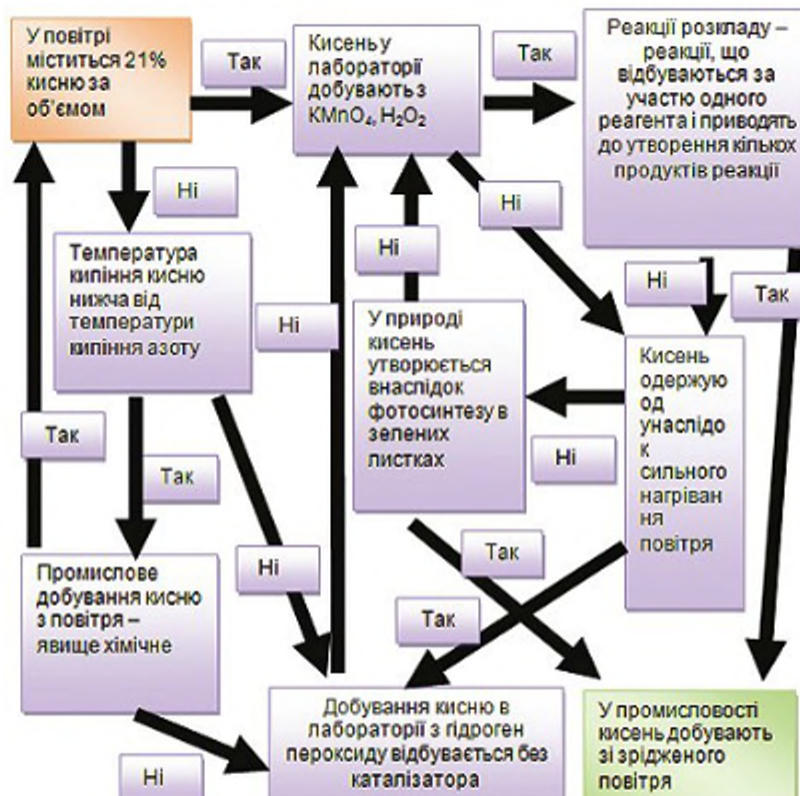 У повітрі
міститься 21%
кисню за
об'ємом
Так
Кисень у
лабораторії
добувають з
KMnO₄, H₂O₂
Так
Реакції розкладу –
реакції, що
відбуваються за
участю одного
реагента і приводять
до утворення кількох
продуктів реакції
Ні
Ні
Ні
Ні
Так
Температура
кипіння кисню
нижча від
температури
кипіння азоту
Ні
У природі
кисень
утворюється
внаслідок
фотосинтезу в
зелених
листках
Кисень
одержую
од
унаслідо
к
сильного
нагріван
ня
повітря
Так
Так
Ні
Ні
Так
Так
Промислове
добування кисню
з повітря –
явище хімічне
Ні
Добування кисню в
лабораторії з гідроген
пероксиду відбувається без
каталізатора
У промисловості
кисень добувають
зі зрідженого
повітря